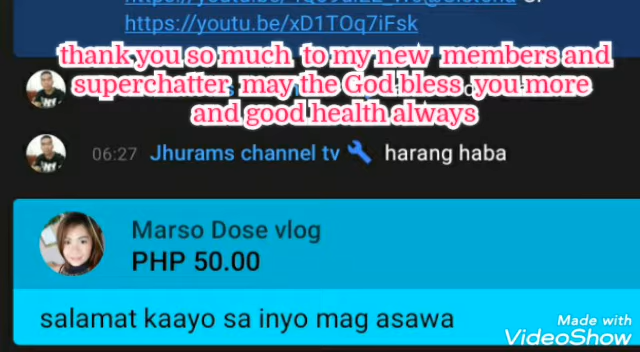 https://youtu.be/xD1TOq7iFsk
thank you so much to my new members and
superchatter may the God bless you more
and good health always
06:27 Jhurams channel tv harang haba
Marso Dose vlog
PHP 50.00
salamat kaayo sa inyo mag asawa
Made with
VideoShow